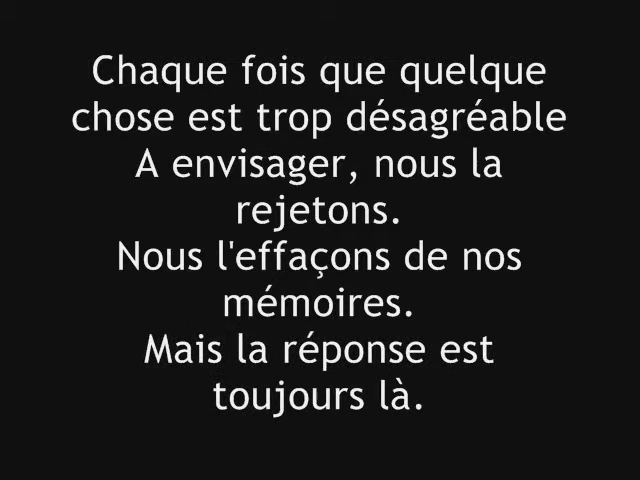 Chaque fois que quelque
chose est trop désagréable
A envisager, nous la
rejetons.
Nous l'effaçons de nos
mémoires.
Mais la réponse est
toujours là.